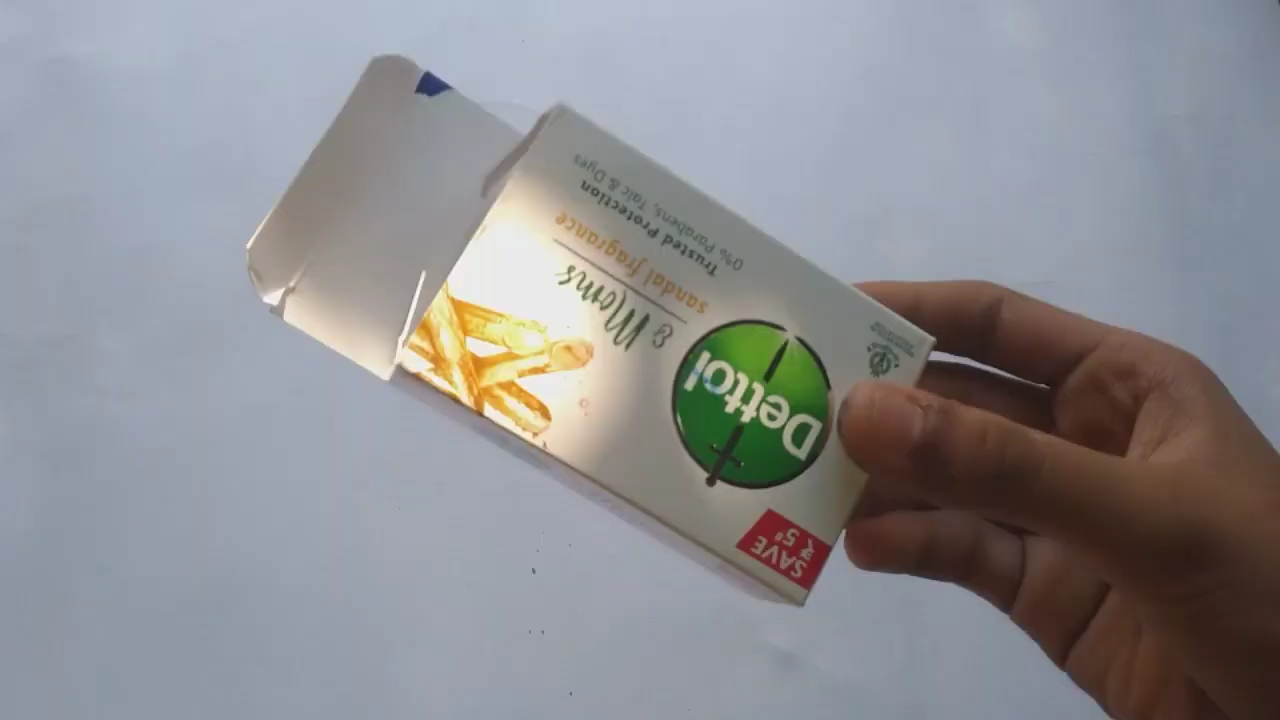 SAVE
₹ 5#
Dettol
& Moms
sandal fragrance
Trusted Protection
0% Parabens, Talc & Dyes